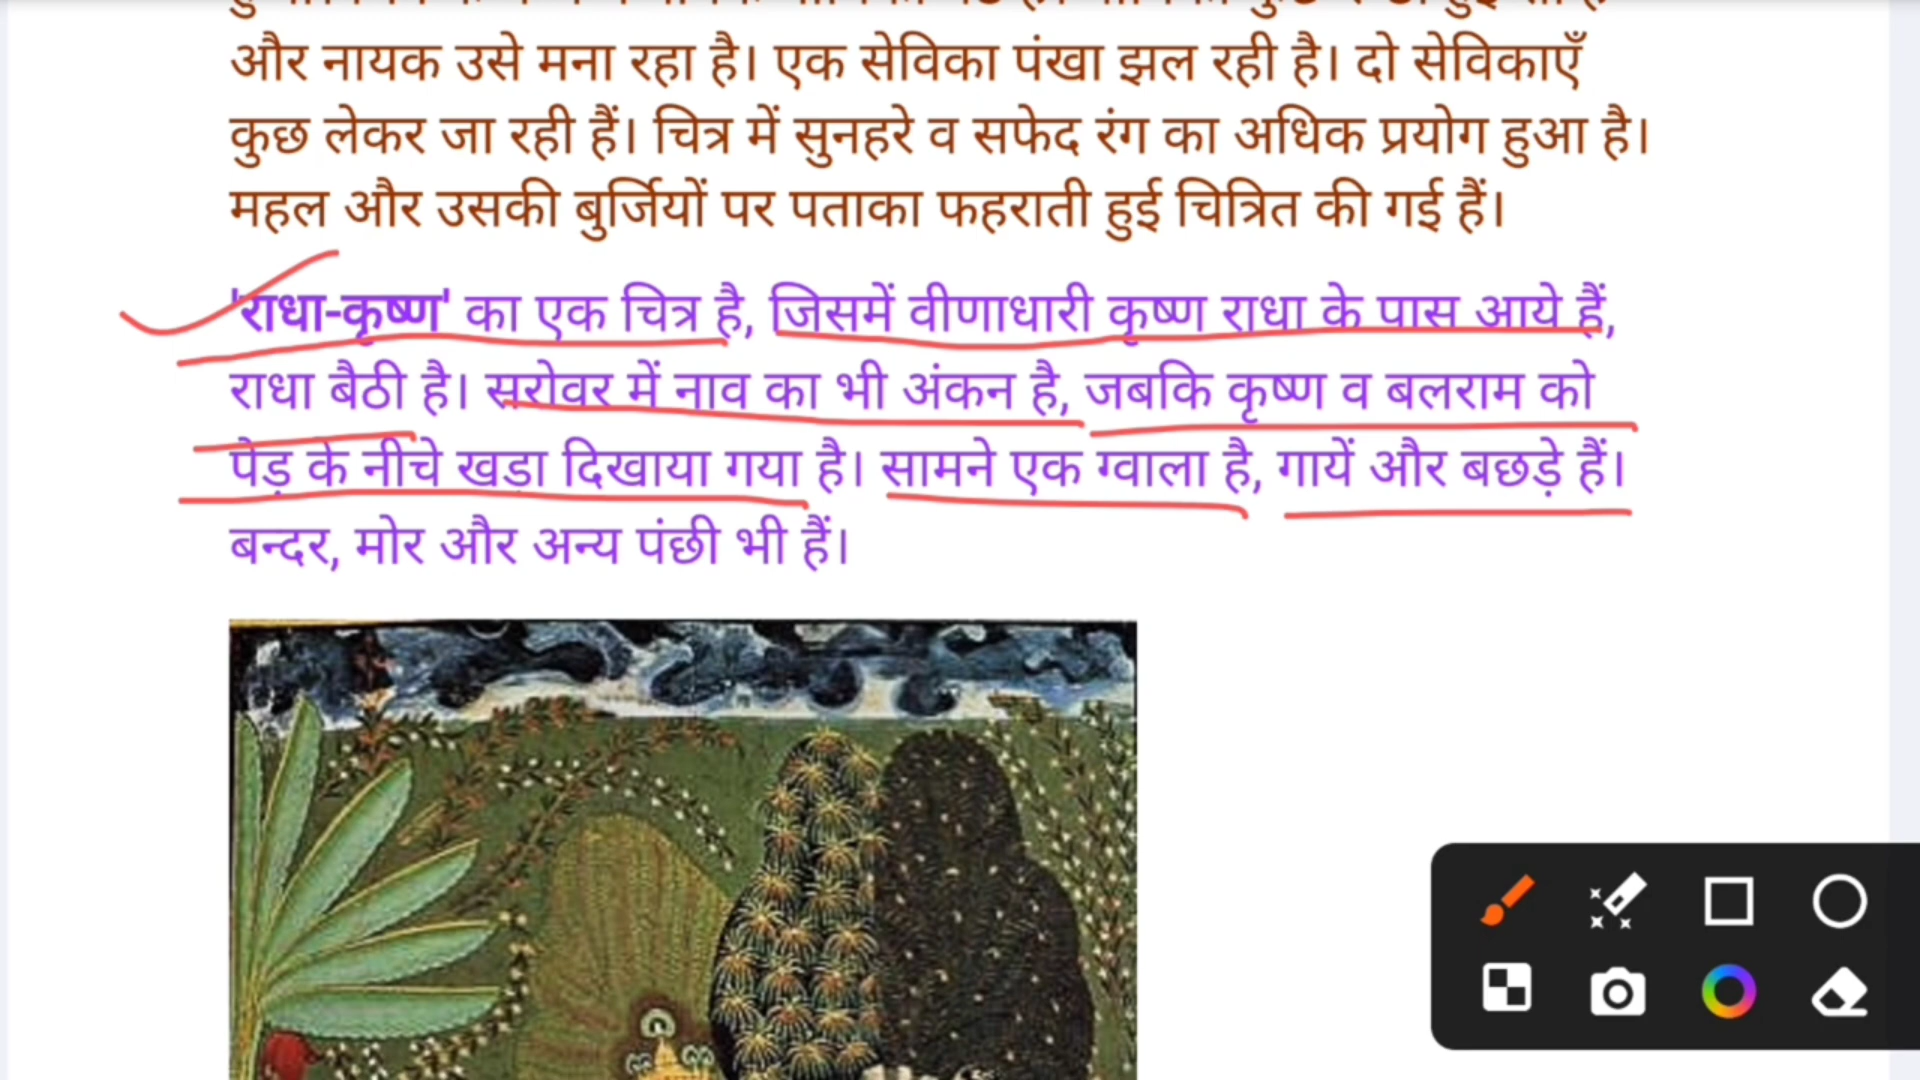 और नायक उसे मना रहा है। एक सेविका पंखा झल रही है। दो सेविकाएँ
कुछ लेकर जा रही हैं। चित्र में सुनहरे व सफेद रंग का अधिक प्रयोग हुआ है।
महल और उसकी बुर्जियों पर पताका फहराती हुई चित्रित की गई हैं।
'राधा-कृष्ण' का एक चित्र है, जिसमें वीणाधारी कृष्ण राधा के पास आये हैं,
राधा बैठी है। सरोवर में नाव का भी अंकन है, जबकि कृष्ण व बलराम को
पेड़ के नीचे खड़ा दिखाया गया है। सामने एक ग्वाला है, गायें और बछड़े हैं।
बन्दर, मोर और अन्य पंछी भी हैं।